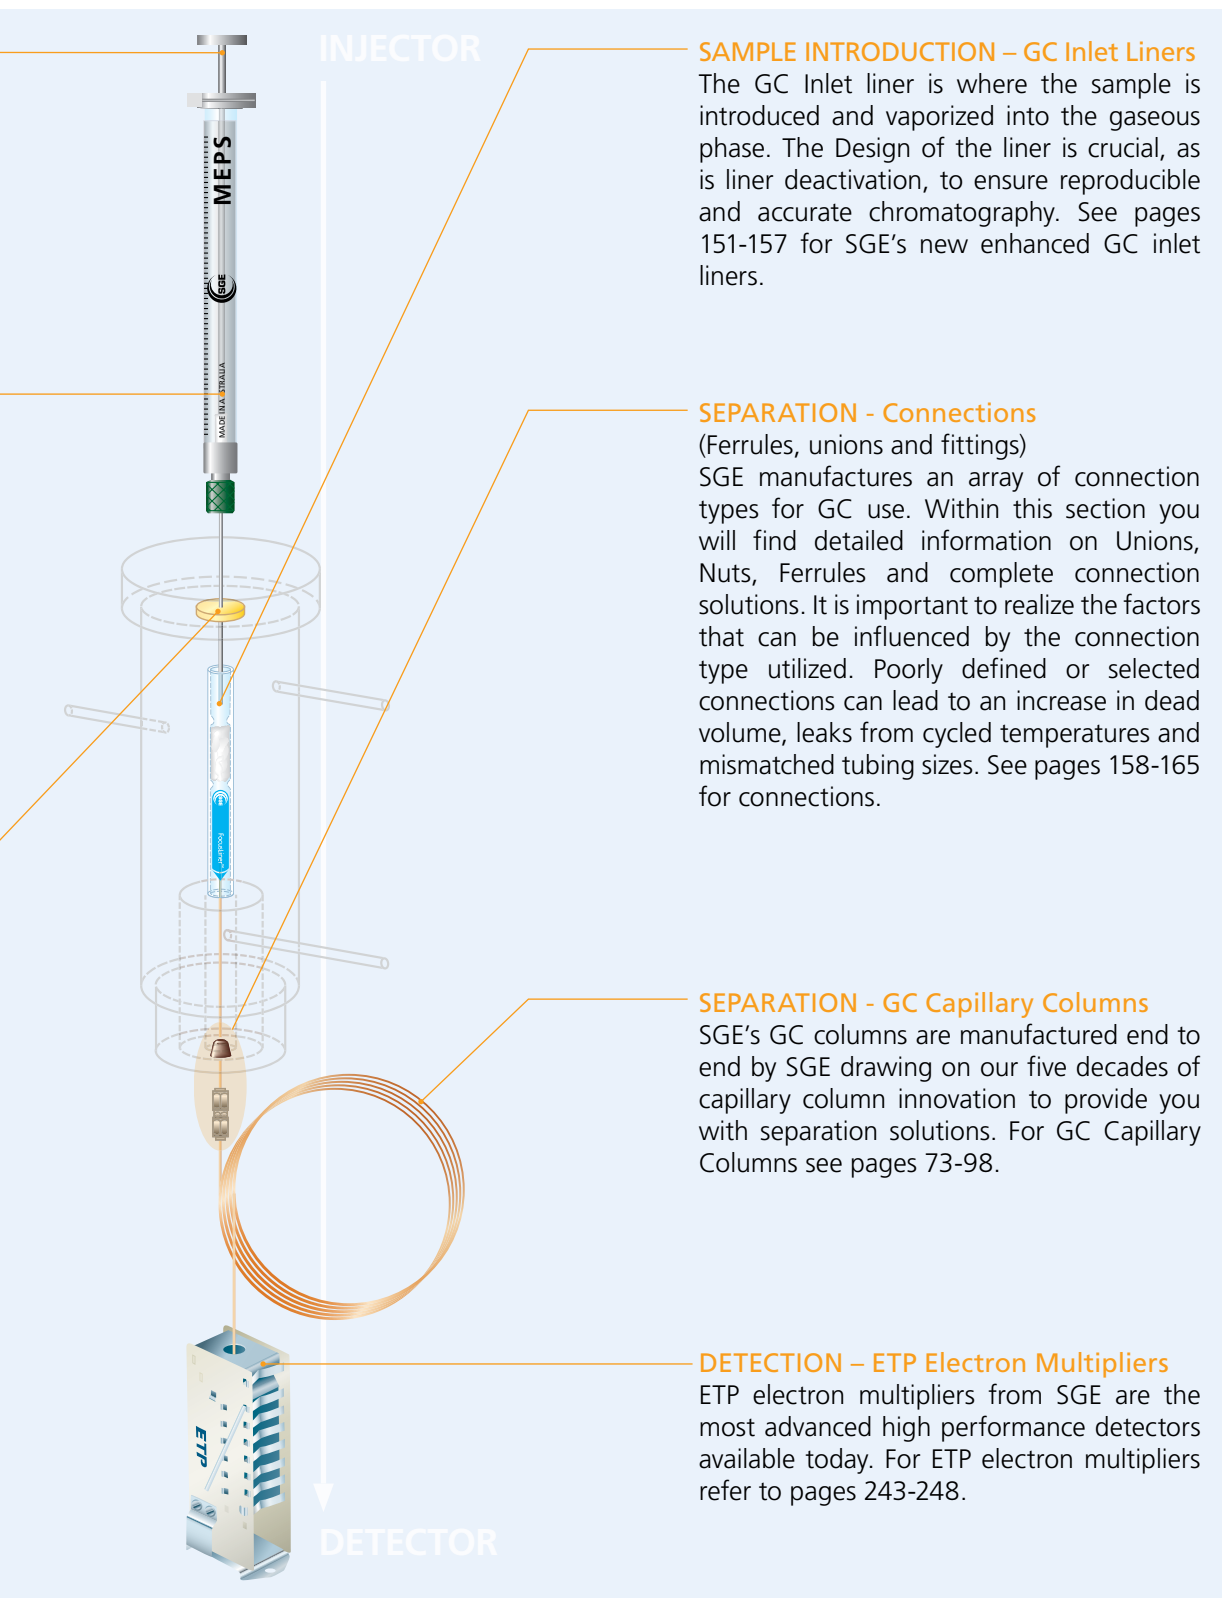 INJECTOR
MEPS
SGE
MADE IN AUSTRALIA
SGE
FocusLiner™
ETP
DETECTOR
SAMPLE INTRODUCTION – GC Inlet Liners
The GC Inlet liner is where the sample is
introduced and vaporized into the gaseous
phase. The Design of the liner is crucial, as
is liner deactivation, to ensure reproducible
and accurate chromatography. See pages
151-157 for SGE's new enhanced GC inlet
liners.
SEPARATION - Connections
(Ferrules, unions and fittings)
SGE manufactures an array of connection
types for GC use. Within this section you
will find detailed information on Unions,
Nuts, Ferrules and complete connection
solutions. It is important to realize the factors
that can be influenced by the connection
type utilized. Poorly defined or selected
connections can lead to an increase in dead
volume, leaks from cycled temperatures and
mismatched tubing sizes. See pages 158-165
for connections.
SEPARATION - GC Capillary Columns
SGE's GC columns are manufactured end to
end by SGE drawing on our five decades of
capillary column innovation to provide you
with separation solutions. For GC Capillary
Columns see pages 73-98.
DETECTION – ETP Electron Multipliers
ETP electron multipliers from SGE are the
most advanced high performance detectors
available today. For ETP electron multipliers
refer to pages 243-248.